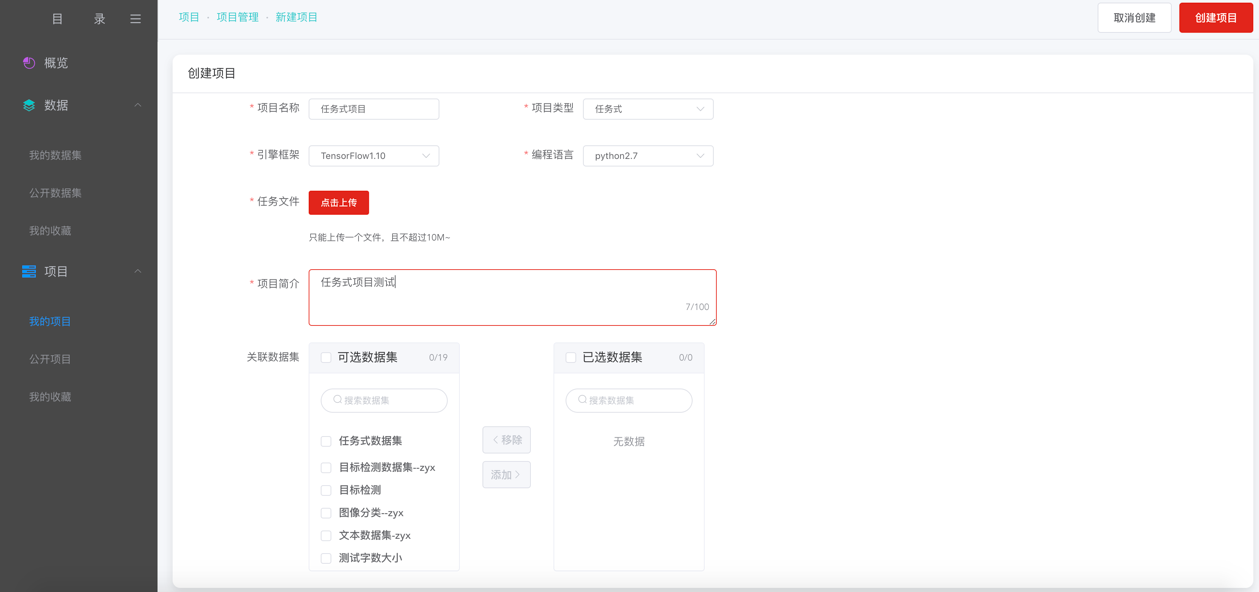 目 录
概览
数据
我的数据集
公开数据集
我的收藏
项目
我的项目
公开项目
我的收藏
项目 · 项目管理 · 新建项目
取消创建
创建项目
创建项目
* 项目名称 任务式项目
* 项目类型 任务式
* 引擎框架 TensorFlow1.10
* 编程语言 python2.7
* 任务文件 点击上传
只能上传一个文件，且不超过10M~
* 项目简介 任务式项目测试
7/100
关联数据集
可选数据集 0/19
搜索数据集
任务式数据集
目标检测数据集--zyx
目标检测
图像分类--zyx
文本数据集-zyx
测试字数大小
移除
添加
已选数据集 0/0
搜索数据集
无数据